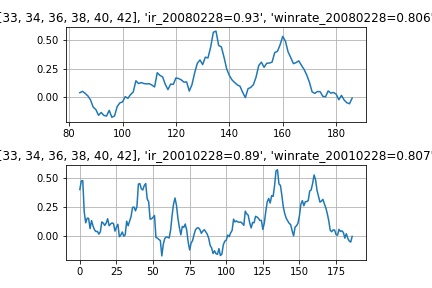 [33, 34, 36, 38, 40, 42], 'ir_20080228=0.93', 'winrate_20080228=0.806'
0.50
0.25
0.00
80 100 120 140 160 180
[33, 34, 36, 38, 40, 42], 'ir_20010228=0.89', 'winrate_20010228=0.807'
0.50
0.25
0.00
0 25 50 75 100 125 150 175